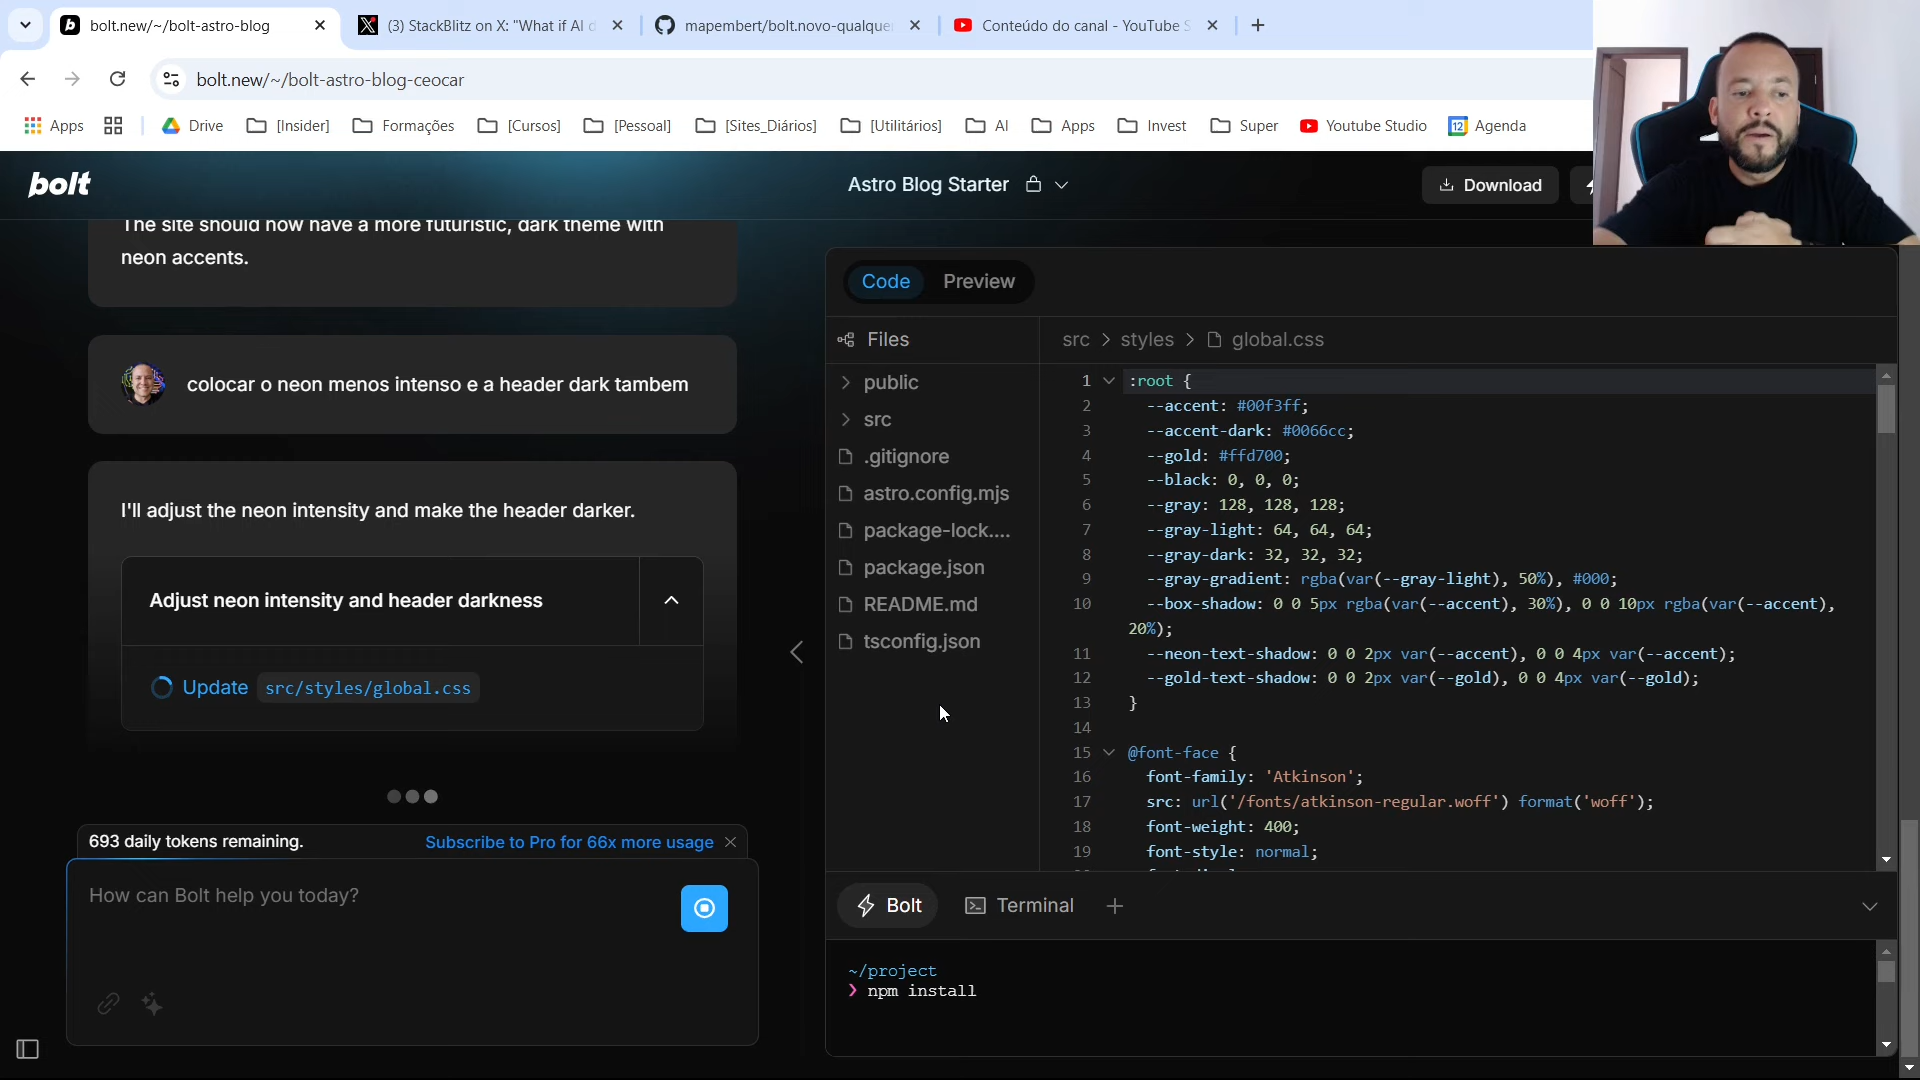 bolt.new/~/bolt-astro-blog
(3) StackBlitz on X: "What if AI d
mapembert/bolt.novo-qualque
Conteúdo do canal - YouTube S
bolt.new/~/bolt-astro-blog-ceocar
Apps
Drive
[Insider]
Formações
[Cursos]
[Pessoal]
[Sites_Diários]
[Utilitários]
AI
Apps
Invest
Super
Youtube Studio
12
Agenda
bolt
Astro Blog Starter
Download
The site should now have a more futuristic, dark theme with
neon accents.
colocar o neon menos intenso e a header dark tambem
I'll adjust the neon intensity and make the header darker.
Adjust neon intensity and header darkness
Update src/styles/global.css
693 daily tokens remaining.
Subscribe to Pro for 66x more usage
How can Bolt help you today?
Code
Preview
Files
public
src
.gitignore
astro.config.mjs
package-lock....
package.json
README.md
tsconfig.json
src > styles > global.css
1 :root {
2 --accent: #00f3ff;
3 --accent-dark: #0066cc;
4 --gold: #ffd700;
5 --black: 0, 0, 0;
6 --gray: 128, 128, 128;
7 --gray-light: 64, 64, 64;
8 --gray-dark: 32, 32, 32;
9 --gray-gradient: rgba(var(--gray-light), 50%), #000;
10 --box-shadow: 0 0 5px rgba(var(--accent), 30%), 0 0 10px rgba(var(--accent),
20%);
11 --neon-text-shadow: 0 0 2px var(--accent), 0 0 4px var(--accent);
12 --gold-text-shadow: 0 0 2px var(--gold), 0 0 4px var(--gold);
13 }
14
15 @font-face {
16 font-family: 'Atkinson';
17 src: url('/fonts/atkinson-regular.woff') format('woff');
18 font-weight: 400;
19 font-style: normal;
Bolt
Terminal
~/project
❯ npm install